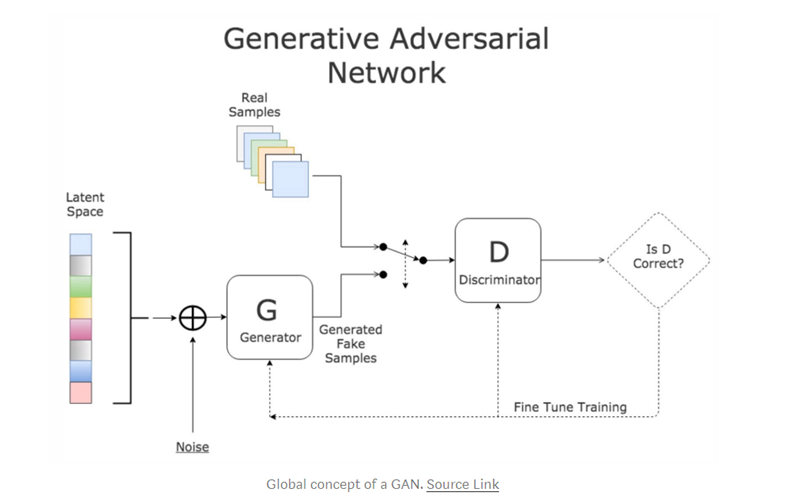 Generative Adversarial
Network
Real
Samples
Latent
Space
D
Discriminator
Is D
Correct?
G
Generator
Generated
Fake
Samples
Fine Tune Training
Noise
Global concept of a GAN. Source Link